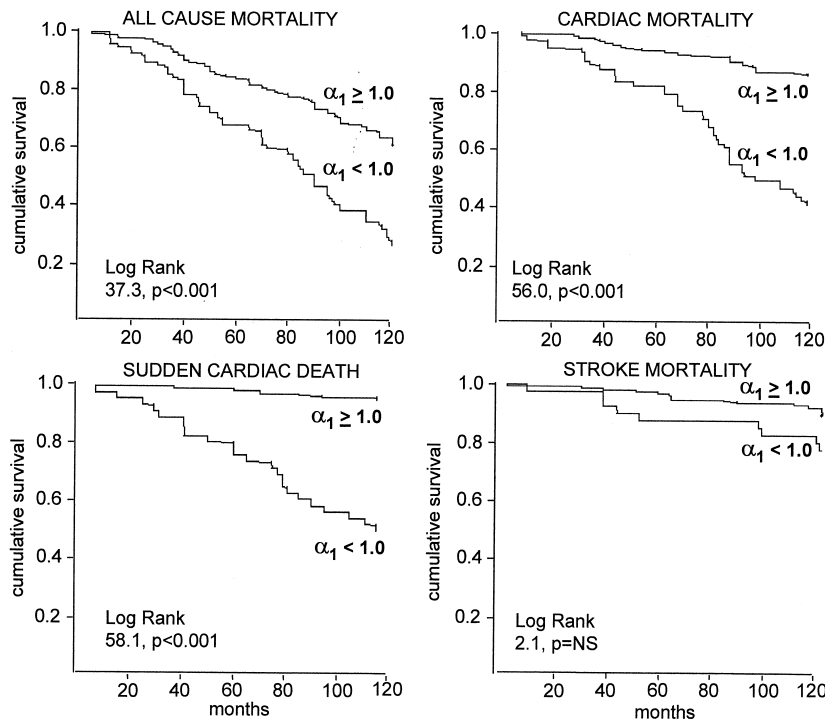 ALL CAUSE MORTALITY
1.0
0.8
0.6
0.4
0.2
cumulative survival
α1 ≥ 1.0
α1 < 1.0
Log Rank
37.3, p<0.001
20 40 60 80 100 120
CARDIAC MORTALITY
1.0
0.8
0.6
0.4
0.2
cumulative survival
α1 ≥ 1.0
α1 < 1.0
Log Rank
56.0, p<0.001
20 40 60 80 100 120
SUDDEN CARDIAC DEATH
1.0
0.8
0.6
0.4
0.2
cumulative survival
α1 ≥ 1.0
α1 < 1.0
Log Rank
58.1, p<0.001
20 40 60 80 100 120
months
STROKE MORTALITY
1.0
0.8
0.6
0.4
0.2
cumulative survival
α1 ≥ 1.0
α1 < 1.0
Log Rank
2.1, p=NS
20 40 60 80 100 120
months